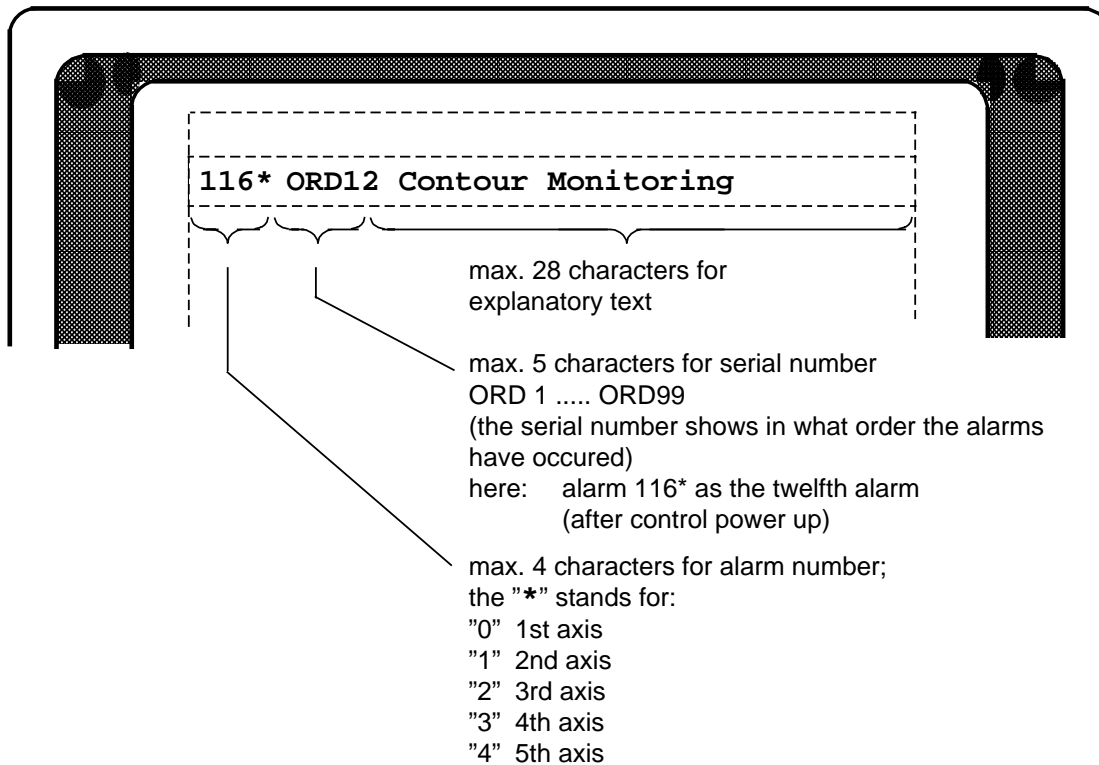 116* ORD12 Contour Monitoring
max. 28 characters for
explanatory text
max. 5 characters for serial number
ORD 1 ..... ORD99
(the serial number shows in what order the alarms
have occured)
here: alarm 116* as the twelfth alarm
(after control power up)
max. 4 characters for alarm number;
the ”*” stands for:
”0” 1st axis
”1” 2nd axis
”2” 3rd axis
”3” 4th axis
”4” 5th axis